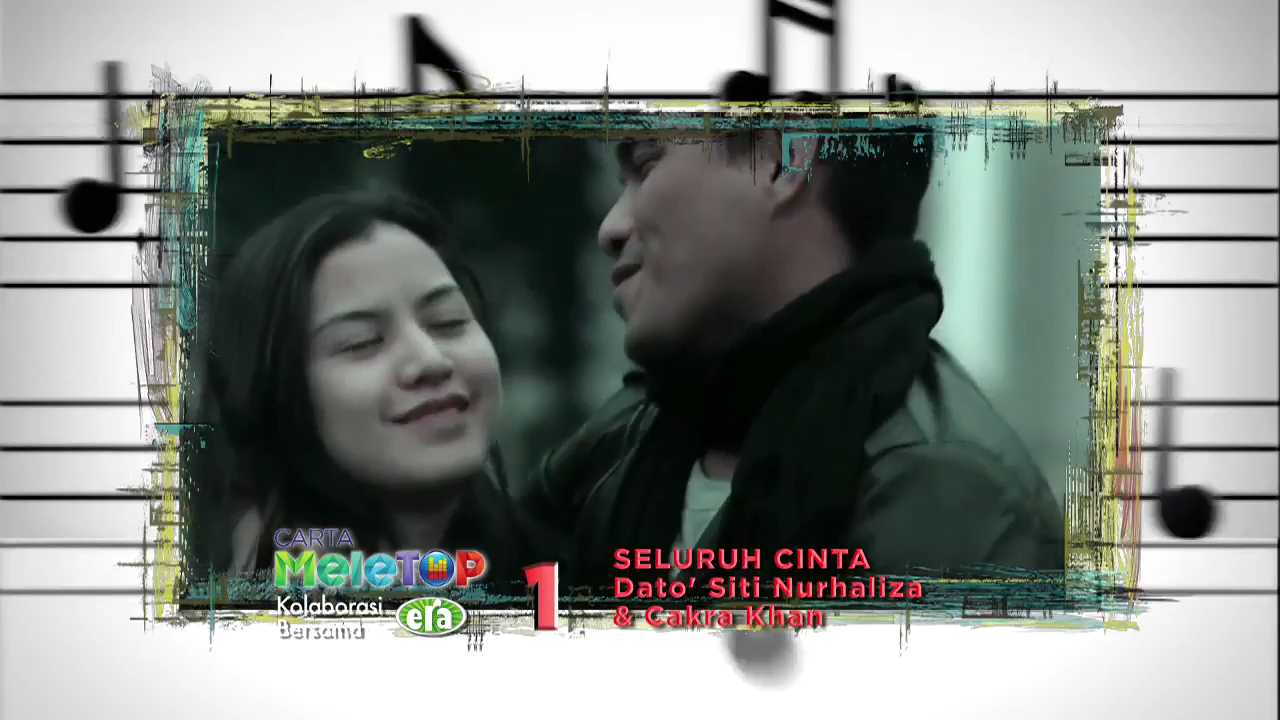 CARTA
MeleTOP
Kolaborasi
Bersama
era
1
SELURUH CINTA
Dato' Siti Nurhaliza
& Cakra Khan